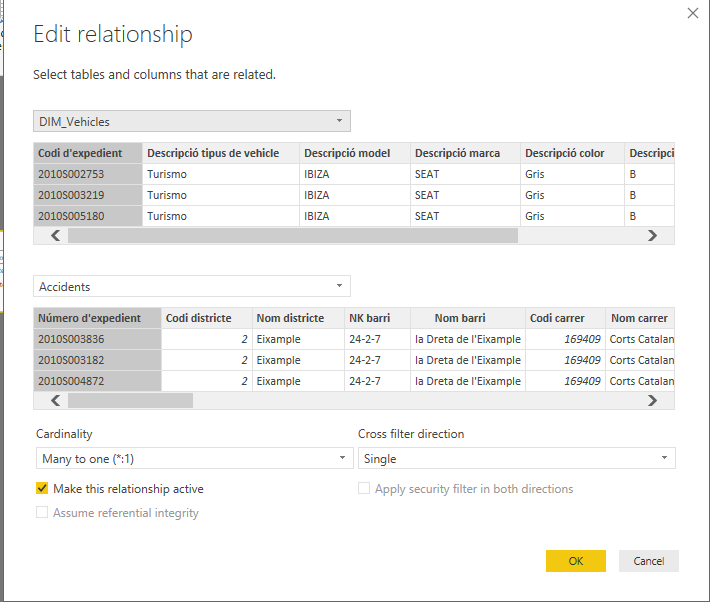 Edit relationship
Select tables and columns that are related.
DIM_Vehicles
Codi d'expedient Descripció tipus de vehicle Descripció model Descripció marca Descripció color Descripci
2010S002753 Turismo IBIZA SEAT Gris B
2010S003219 Turismo IBIZA SEAT Gris B
2010S005180 Turismo IBIZA SEAT Gris B
Accidents
Número d'expedient Codi districte Nom districte NK barri Nom barri Codi carrer Nom carrer
2010S003836 2 Eixample 24-2-7 la Dreta de l'Eixample 169409 Corts Catalan
2010S003182 2 Eixample 24-2-7 la Dreta de l'Eixample 169409 Corts Catalan
2010S004872 2 Eixample 24-2-7 la Dreta de l'Eixample 169409 Corts Catalan
Cardinality Cross filter direction
Many to one (*:1) Single
Make this relationship active Apply security filter in both directions
Assume referential integrity
OK Cancel